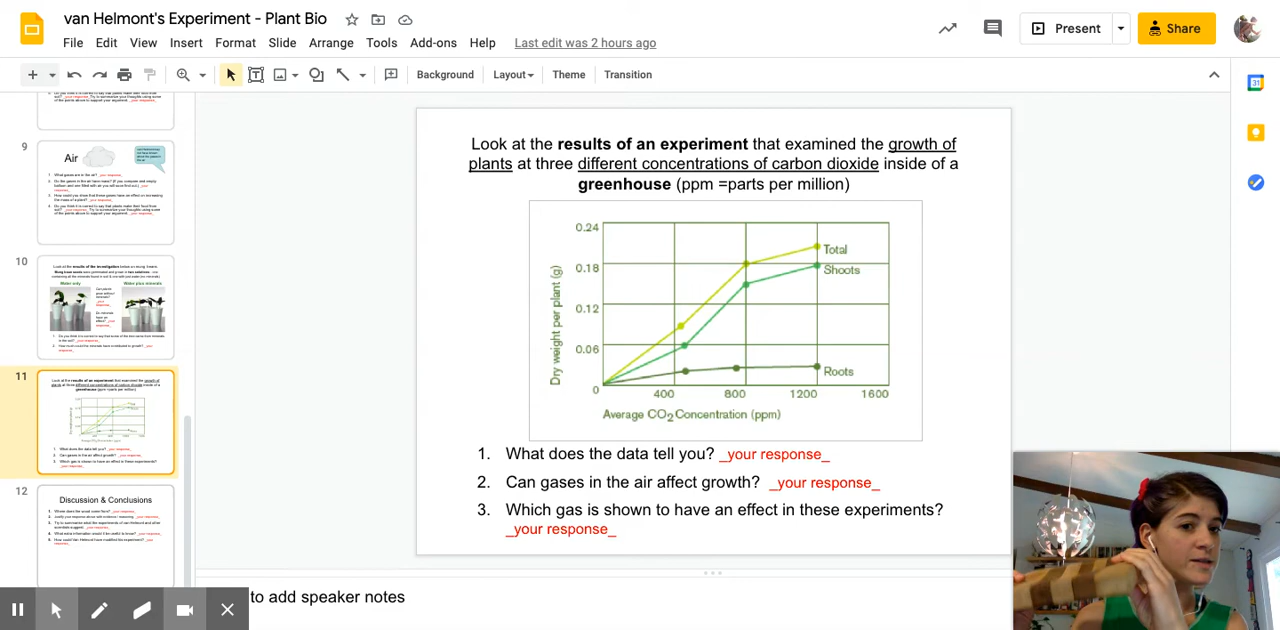 van Helmont's Experiment - Plant Bio
File Edit View Insert Format Slide Arrange Tools Add-ons Help Last edit was 2 hours ago
Present
Share
Background Layout Theme Transition
31
9
Air
10
Water only
Water plus minerals
11
12
Discussion & Conclusions
Look at the results of an experiment that examined the growth of
plants at three different concentrations of carbon dioxide inside of a
greenhouse (ppm =parts per million)
0.24
0.18
0.12
0.06
0
Dry weight per plant (g)
Total
Shoots
Roots
400 800 1200 1600
Average CO2 Concentration (ppm)
1. What does the data tell you? _your response_
2. Can gases in the air affect growth? _your response_
3. Which gas is shown to have an effect in these experiments?
_your response_
to add speaker notes